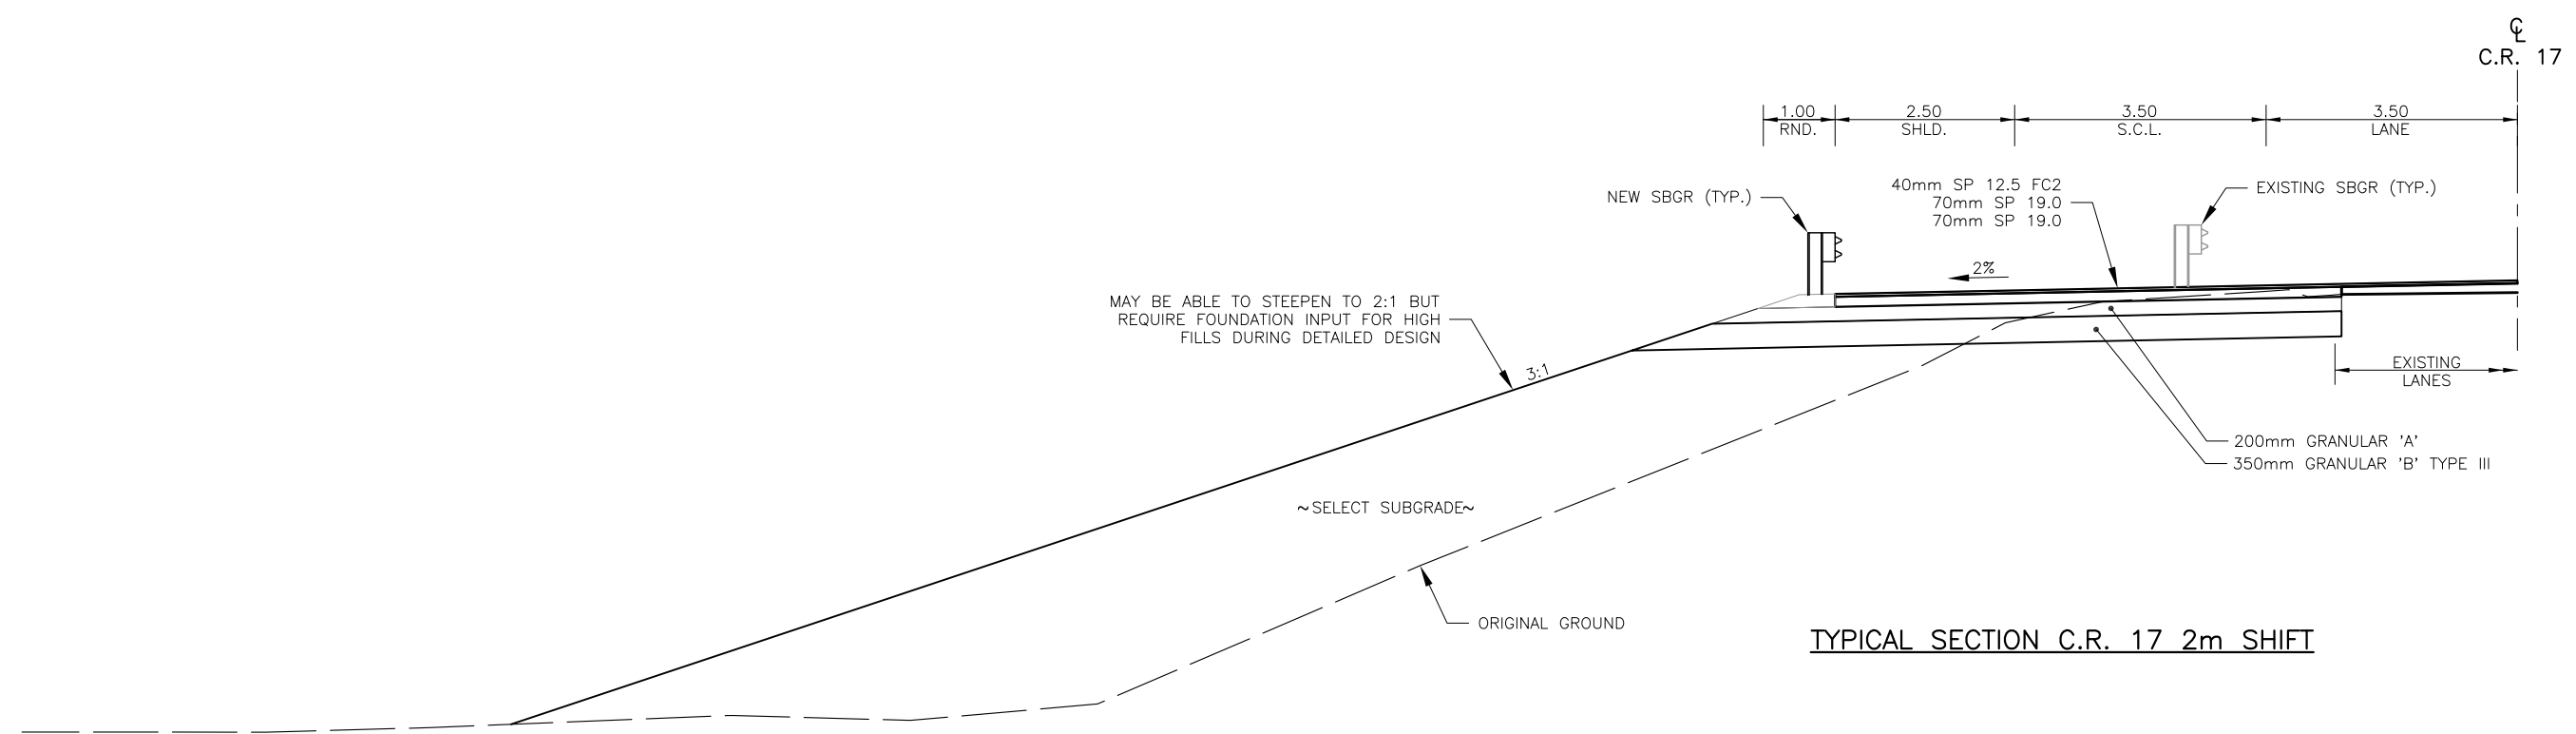 ℄
C.R. 17
1.00
RND.
2.50
SHLD.
3.50
S.C.L.
3.50
LANE
NEW SBGR (TYP.)
40mm SP 12.5 FC2
70mm SP 19.0
70mm SP 19.0
EXISTING SBGR (TYP.)
2%
MAY BE ABLE TO STEEPEN TO 2:1 BUT
REQUIRE FOUNDATION INPUT FOR HIGH
FILLS DURING DETAILED DESIGN
3:1
EXISTING
LANES
200mm GRANULAR 'A'
350mm GRANULAR 'B' TYPE III
~SELECT SUBGRADE~
ORIGINAL GROUND
TYPICAL SECTION C.R. 17 2m SHIFT